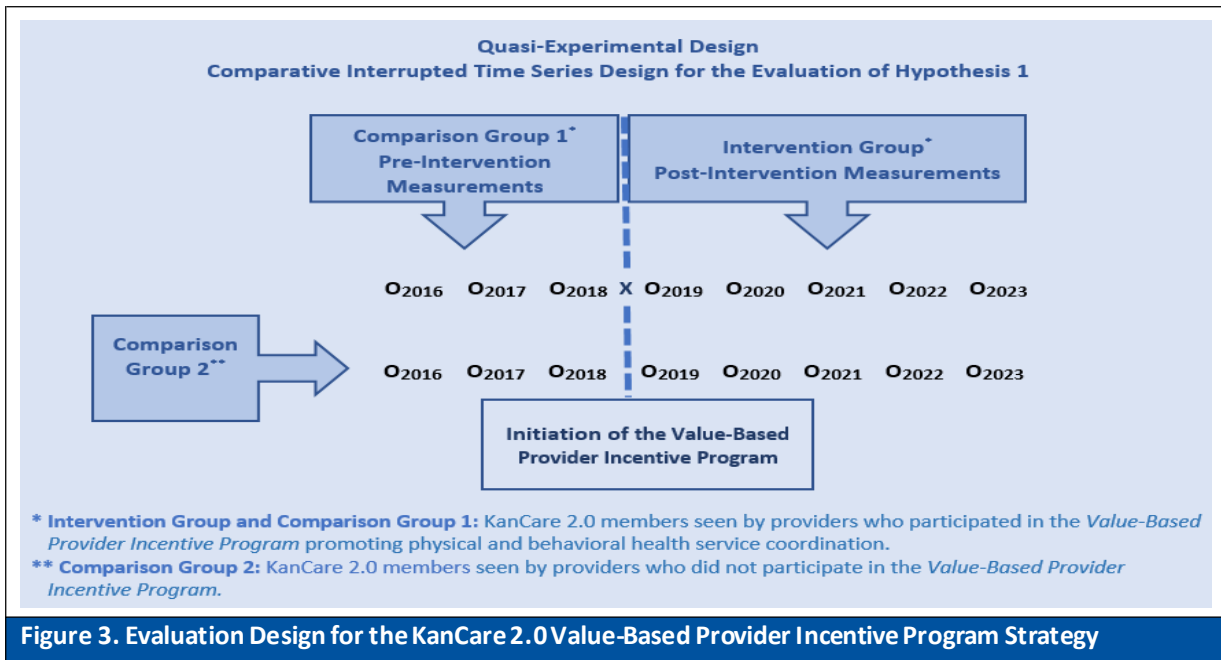 Quasi-Experimental Design
Comparative Interrupted Time Series Design for the Evaluation of Hypothesis 1
Comparison Group 1*
Pre-Intervention
Measurements
Intervention Group*
Post-Intervention Measurements
O2016 O2017 O2018 X O2019 O2020 O2021 O2022 O2023
Comparison
Group 2**
O2016 O2017 O2018 O2019 O2020 O2021 O2022 O2023
Initiation of the Value-Based
Provider Incentive Program
* Intervention Group and Comparison Group 1: KanCare 2.0 members seen by providers who participated in the Value-Based
Provider Incentive Program promoting physical and behavioral health service coordination.
** Comparison Group 2: KanCare 2.0 members seen by providers who did not participate in the Value-Based Provider
Incentive Program.
Figure 3. Evaluation Design for the KanCare 2.0 Value-Based Provider Incentive Program Strategy